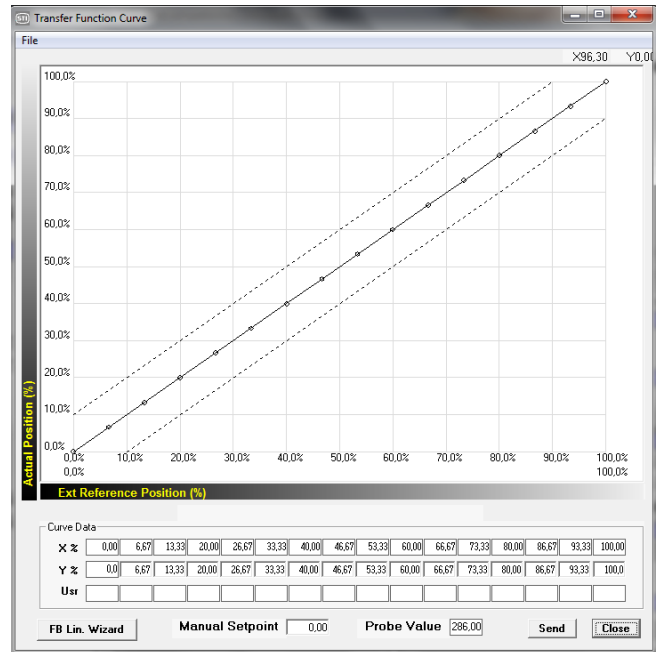 STI Transfer Function Curve
File
X96,30 Y0,00
100,0%
90,0%
80,0%
70,0%
60,0%
50,0%
40,0%
30,0%
20,0%
10,0%
0,0%
Actual Position (%)
0,0% 10,0% 20,0% 30,0% 40,0% 50,0% 60,0% 70,0% 80,0% 90,0% 100,0%
0,0% 100,0%
Ext Reference Position (%)
Curve Data
X % 0,00 6,67 13,33 20,00 26,67 33,33 40,00 46,67 53,33 60,00 66,67 73,33 80,00 86,67 93,33 100,00
Y % 0,0 6,67 13,33 20,00 26,67 33,33 40,00 46,67 53,33 60,00 66,67 73,33 80,00 86,67 93,33 100,0
Usr
FB Lin. Wizard Manual Setpoint 0,00 Probe Value 286,00 Send Close